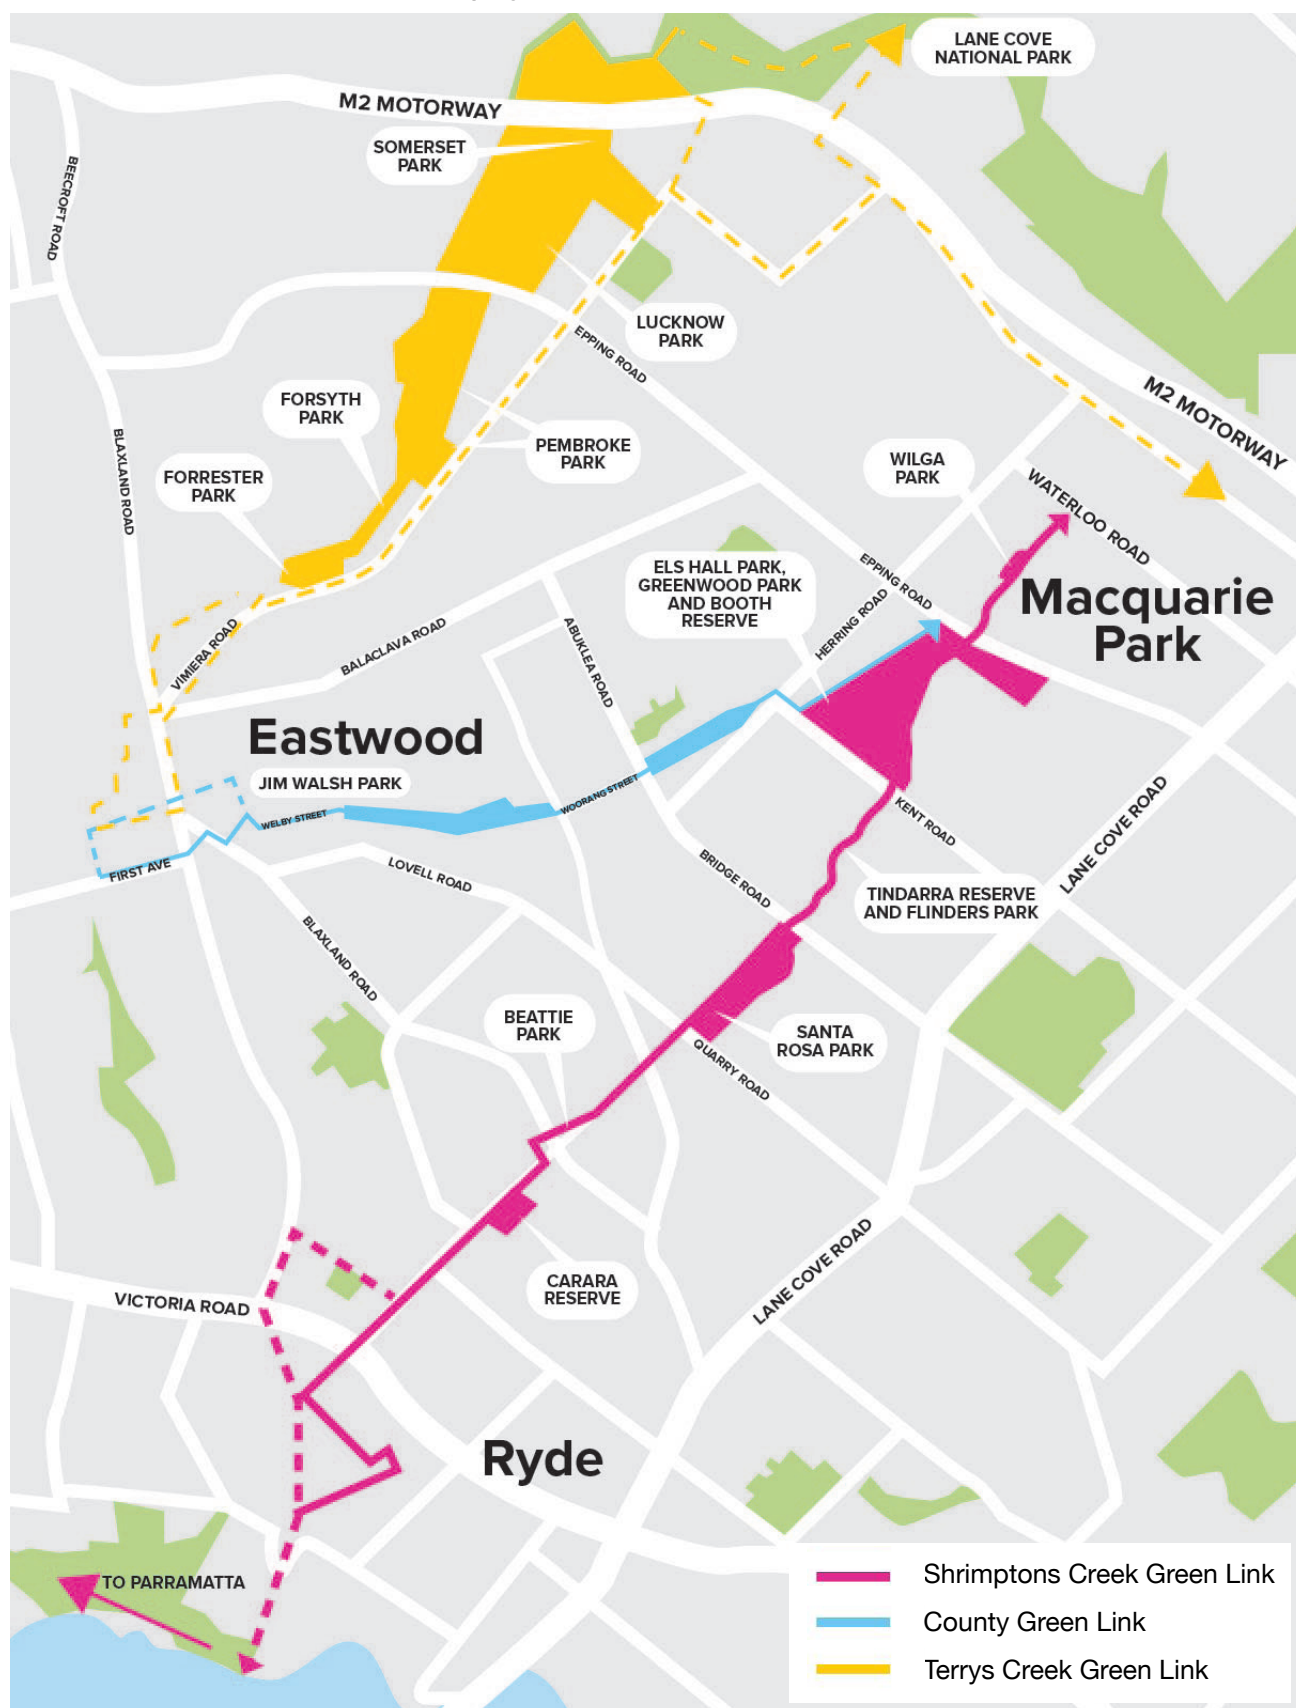 LANE COVE
NATIONAL PARK
M2 MOTORWAY
SOMERSET
PARK
BEECROFT ROAD
LUCKNOW
PARK
EPPING ROAD
FORSYTH
PARK
M2 MOTORWAY
BLAXLAND ROAD
PEMBROKE
PARK
WILGA
PARK
FORRESTER
PARK
WATERLOO ROAD
ELS HALL PARK,
GREENWOOD PARK
AND BOOTH
RESERVE
EPPING ROAD
HERRING ROAD
Macquarie
Park
VIMIERA ROAD
BALACLAVA ROAD
ABUKLEA ROAD
Eastwood
JIM WALSH PARK
WELBY STREET
WOORANG STREET
KENT ROAD
LANE COVE ROAD
FIRST AVE
LOVELL ROAD
BRIDGE ROAD
TINDARRA RESERVE
AND FLINDERS PARK
BLAXLAND ROAD
BEATTIE
PARK
SANTA
ROSA PARK
QUARRY ROAD
LANE COVE ROAD
CARARA
RESERVE
VICTORIA ROAD
Ryde
TO PARRAMATTA
Shrimptons Creek Green Link
County Green Link
Terrys Creek Green Link